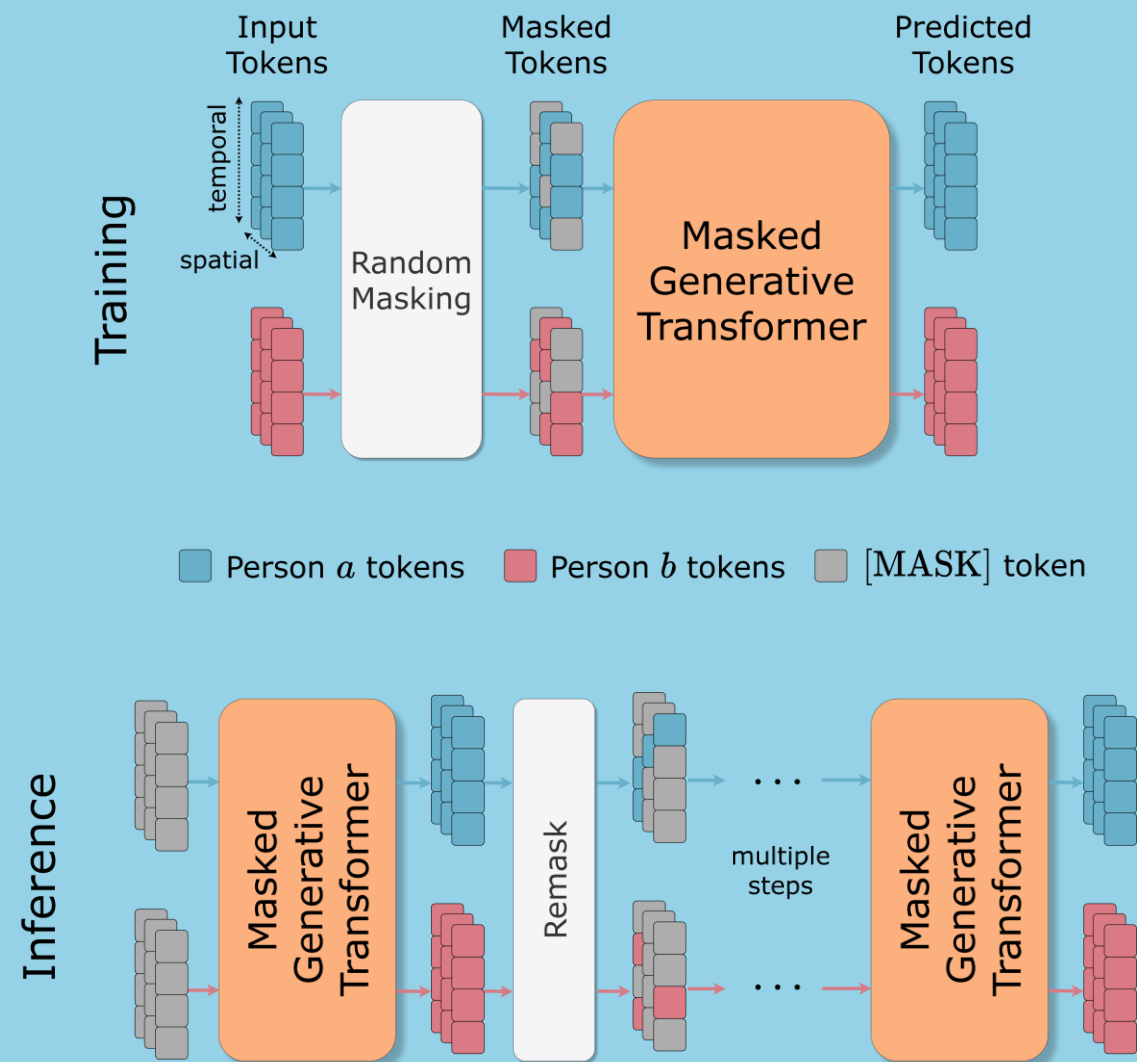 Input
Tokens
Masked
Tokens
Predicted
Tokens
Training
temporal
spatial
Random
Masking
Masked
Generative
Transformer
Person a tokens
Person b tokens
[MASK] token
Inference
Masked
Generative
Transformer
Remask
...
multiple
steps
...
Masked
Generative
Transformer